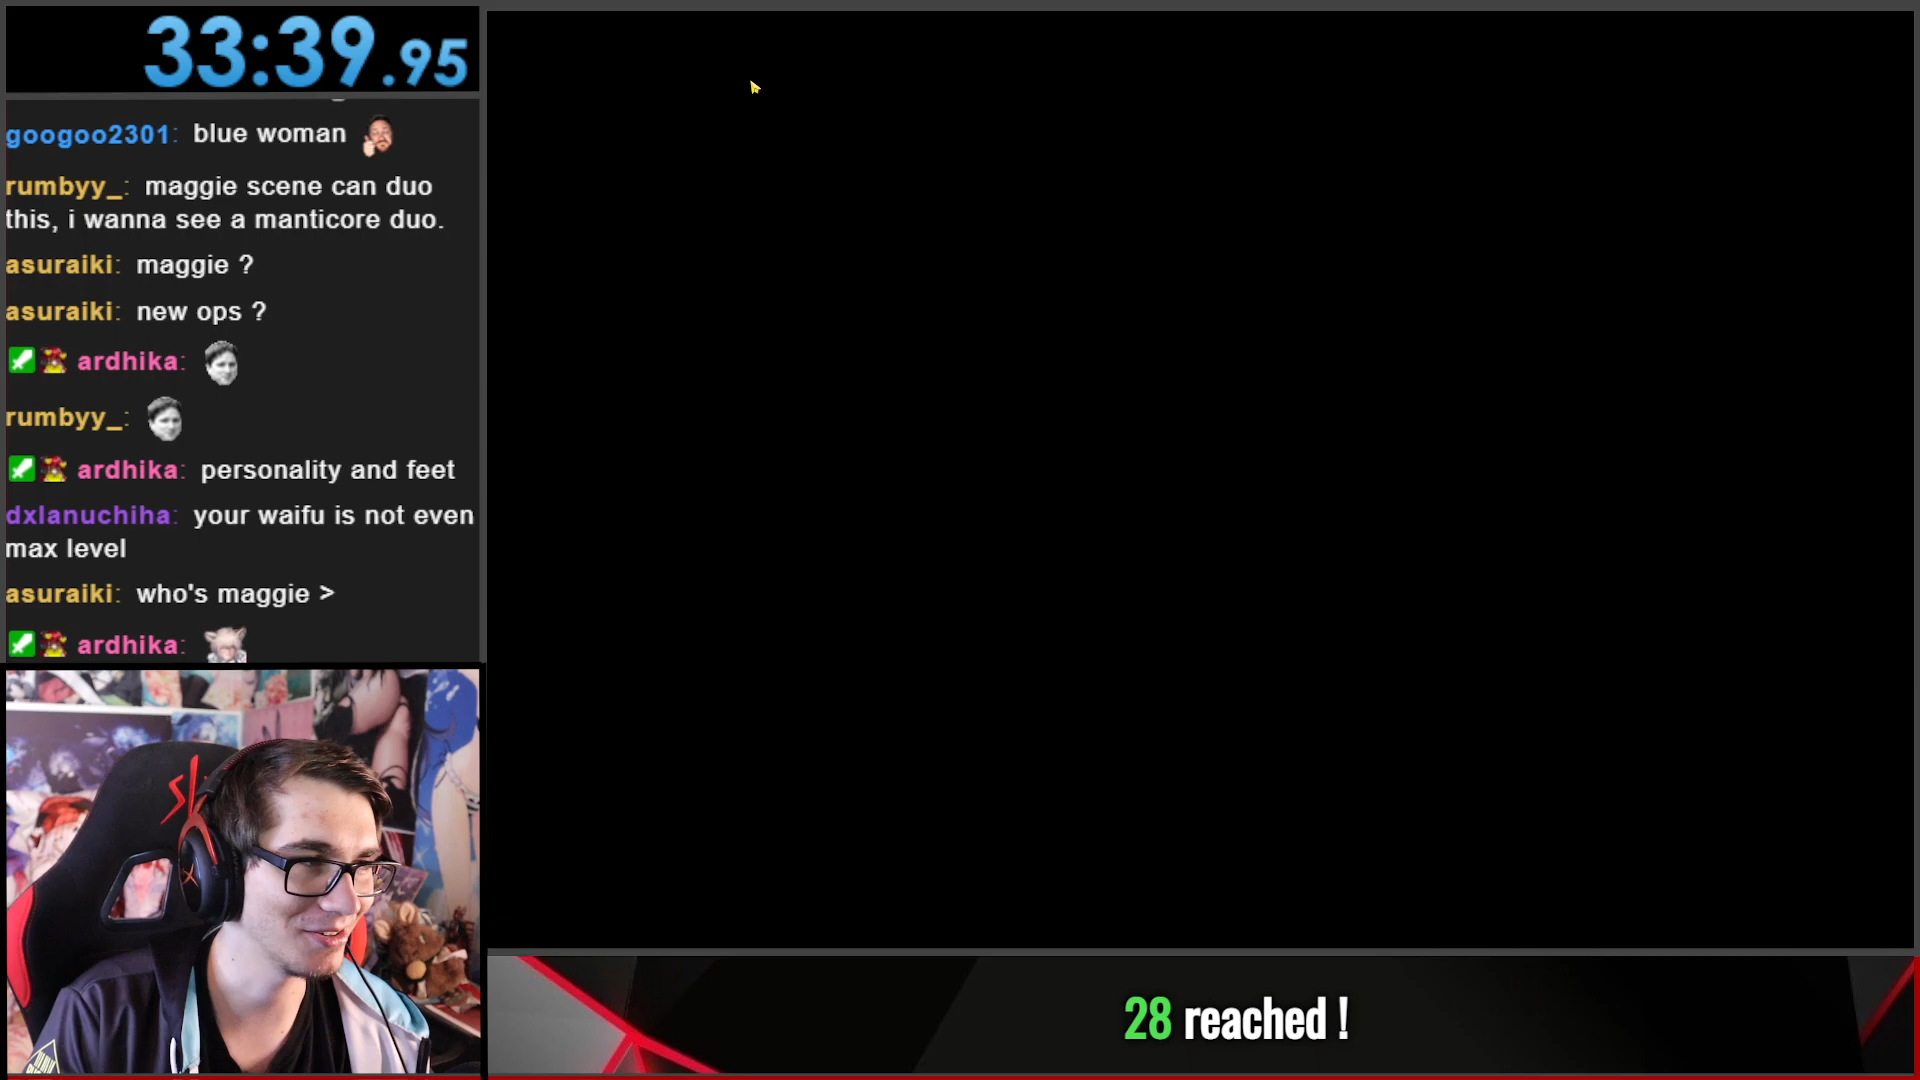 33:39.95
googoo2301: blue woman
rumbyy_: maggie scene can duo
this, i wanna see a manticore duo.
asuraiki: maggie ?
asuraiki: new ops ?
ardhika:
rumbyy_:
ardhika: personality and feet
dxlanuchiha: your waifu is not even
max level
asuraiki: who's maggie >
ardhika:
28 reached !